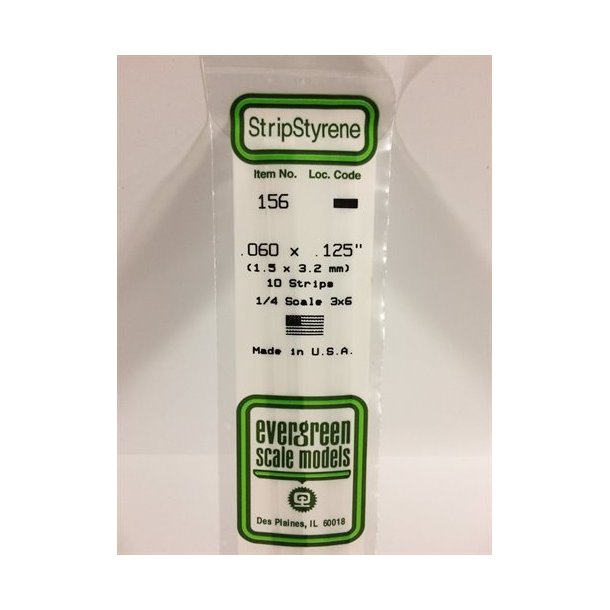 StripStyrene
Item No. Loc. Code
156
.060 x .125"
(1.5 x 3.2 mm)
10 Strips
1/4 Scale 3x6
Made in U.S.A.
evergreen
scale models
Des Plaines, IL 60018